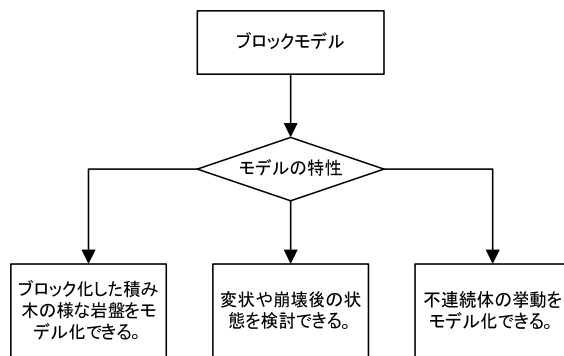 ブロックモデル
モデルの特性
ブロック化した積み
木の様な岩盤をモ
デル化できる。
変状や崩壊後の状
態を検討できる。
不連続体の挙動を
モデル化できる。